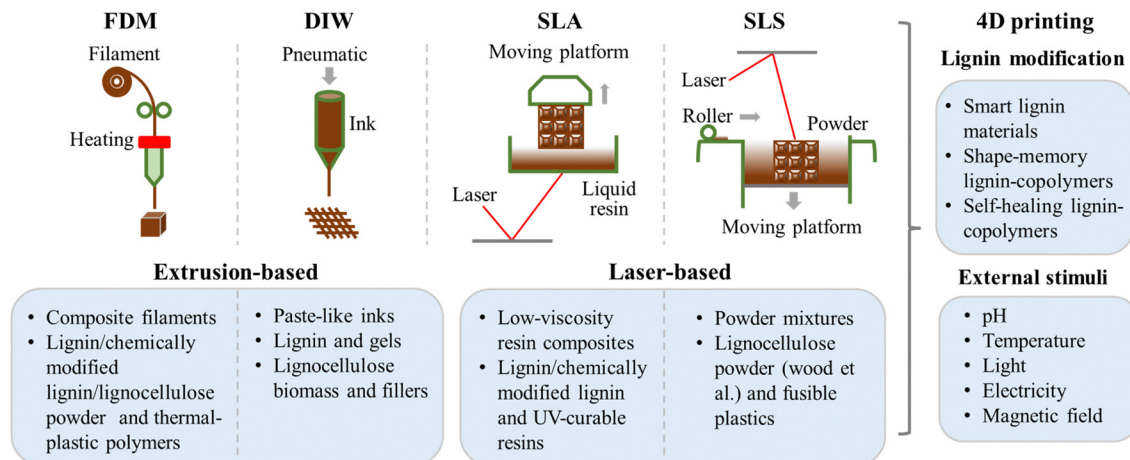 FDM
Filament
Heating
DIW
Pneumatic
Ink
SLA
Moving platform
Laser
Liquid
resin
SLS
Laser
Roller
Powder
Moving platform
Extrusion-based
• Composite filaments
• Lignin/chemically
modified
lignin/lignocellulose
powder and thermal-
plastic polymers
• Paste-like inks
• Lignin and gels
• Lignocellulose
biomass and fillers
Laser-based
• Low-viscosity
resin composites
• Lignin/chemically
modified lignin
and UV-curable
resins
• Powder mixtures
• Lignocellulose
powder (wood et
al.) and fusible
plastics
4D printing
Lignin modification
• Smart lignin
materials
• Shape-memory
lignin-copolymers
• Self-healing lignin-
copolymers
External stimuli
• pH
• Temperature
• Light
• Electricity
• Magnetic field